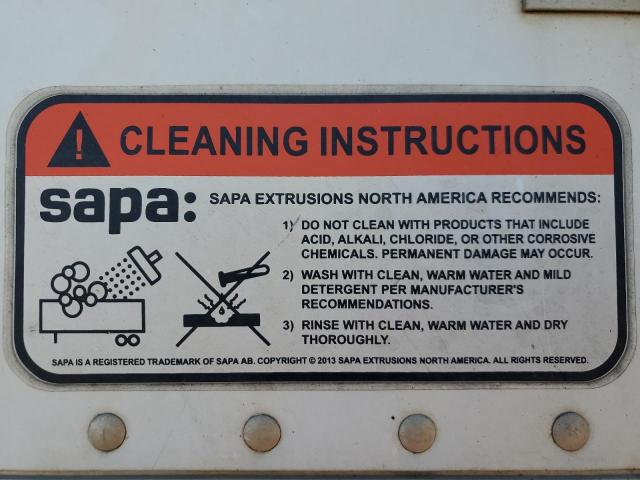 ! CLEANING INSTRUCTIONS
sapa: SAPA EXTRUSIONS NORTH AMERICA RECOMMENDS:
1) DO NOT CLEAN WITH PRODUCTS THAT INCLUDE
ACID, ALKALI, CHLORIDE, OR OTHER CORROSIVE
CHEMICALS. PERMANENT DAMAGE MAY OCCUR.
2) WASH WITH CLEAN, WARM WATER AND MILD
DETERGENT PER MANUFACTURER'S
RECOMMENDATIONS.
3) RINSE WITH CLEAN, WARM WATER AND DRY
THOROUGHLY.
SAPA IS A REGISTERED TRADEMARK OF SAPA AB. COPYRIGHT © 2013 SAPA EXTRUSIONS NORTH AMERICA. ALL RIGHTS RESERVED.